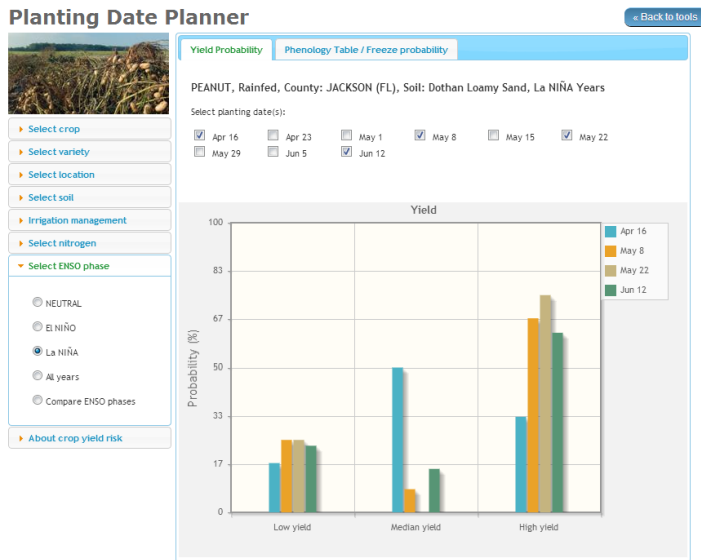 Planting Date Planner
« Back to tools
Yield Probability
Phenology Table / Freeze probability
PEANUT, Rainfed, County: JACKSON (FL), Soil: Dothan Loamy Sand, La NIÑA Years
Select planting date(s):
Apr 16 Apr 23 May 1 May 8 May 15 May 22
May 29 Jun 5 Jun 12
Select crop
Select variety
Select location
Select soil
Irrigation management
Select nitrogen
Select ENSO phase
NEUTRAL
El NIÑO
La NIÑA
All years
Compare ENSO phases
About crop yield risk
Yield
Probability (%)
100
83
67
50
33
17
0
Low yield Median yield High yield
Apr 16
May 8
May 22
Jun 12